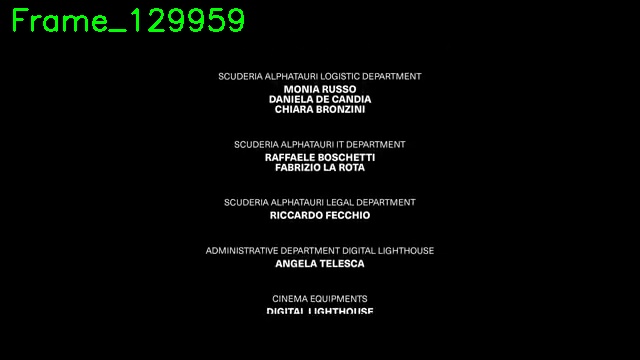 Frame_129959
SCUDERIA ALPHATAURI LOGISTIC DEPARTMENT
MONIA RUSSO
DANIELA DE CANDIA
CHIARA BRONZINI
SCUDERIA ALPHATAURI IT DEPARTMENT
RAFFAELE BOSCHETTI
FABRIZIO LA ROTA
SCUDERIA ALPHATAURI LEGAL DEPARTMENT
RICCARDO FECCHIO
ADMINISTRATIVE DEPARTMENT DIGITAL LIGHTHOUSE
ANGELA TELESCA
CINEMA EQUIPMENTS
DIGITAL LIGHTHOUSE